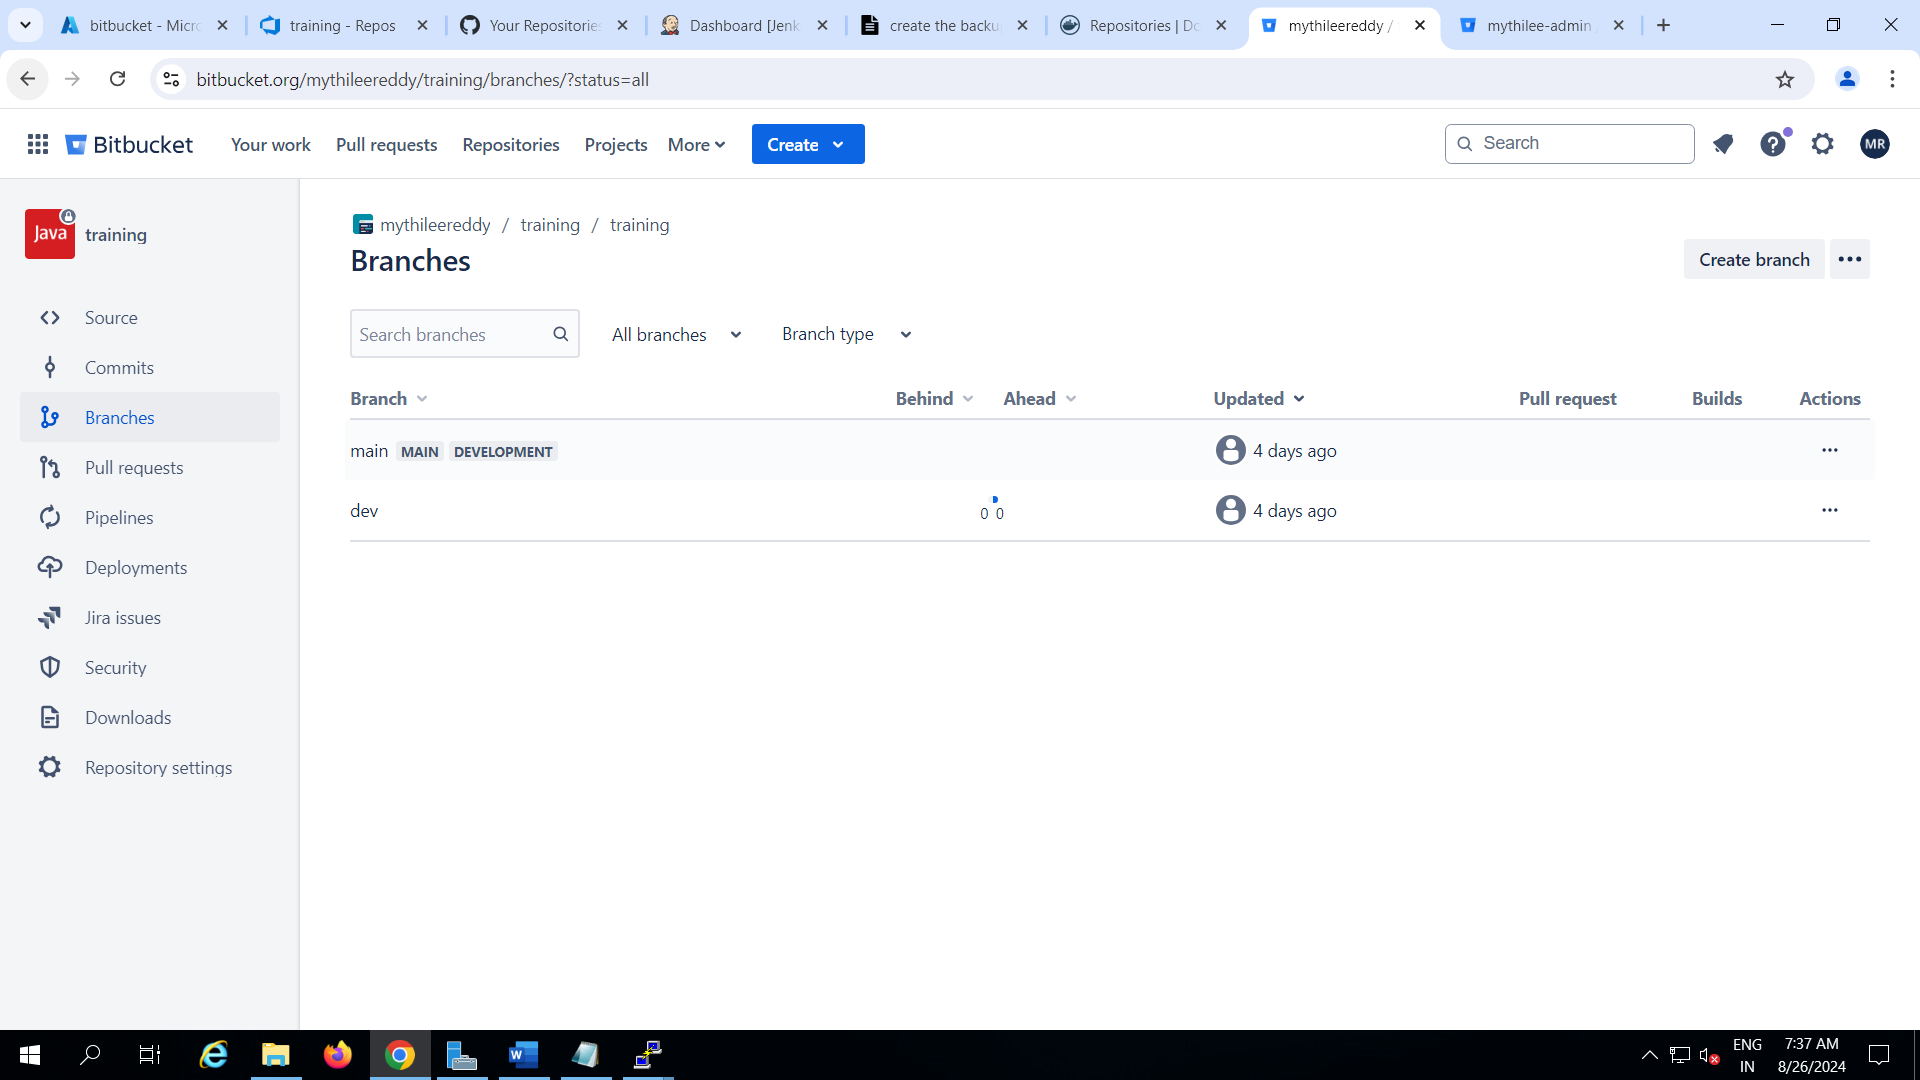 bitbucket - Micro
training - Repos
Your Repositories
Dashboard [Jenk
create the backu
Repositories | Do
mythileereddy /
mythilee-admin /
bitbucket.org/mythileereddy/training/branches/?status=all
Bitbucket
Your work
Pull requests
Repositories
Projects
More
Create
Search
MR
Java
training
Source
Commits
Branches
Pull requests
Pipelines
Deployments
Jira issues
Security
Downloads
Repository settings
mythileereddy / training / training
Branches
Create branch
Search branches
All branches
Branch type
Branch Behind Ahead Updated Pull request Builds Actions
main MAIN DEVELOPMENT 4 days ago
dev 0 0 4 days ago
ENG
IN
7:37 AM
8/26/2024